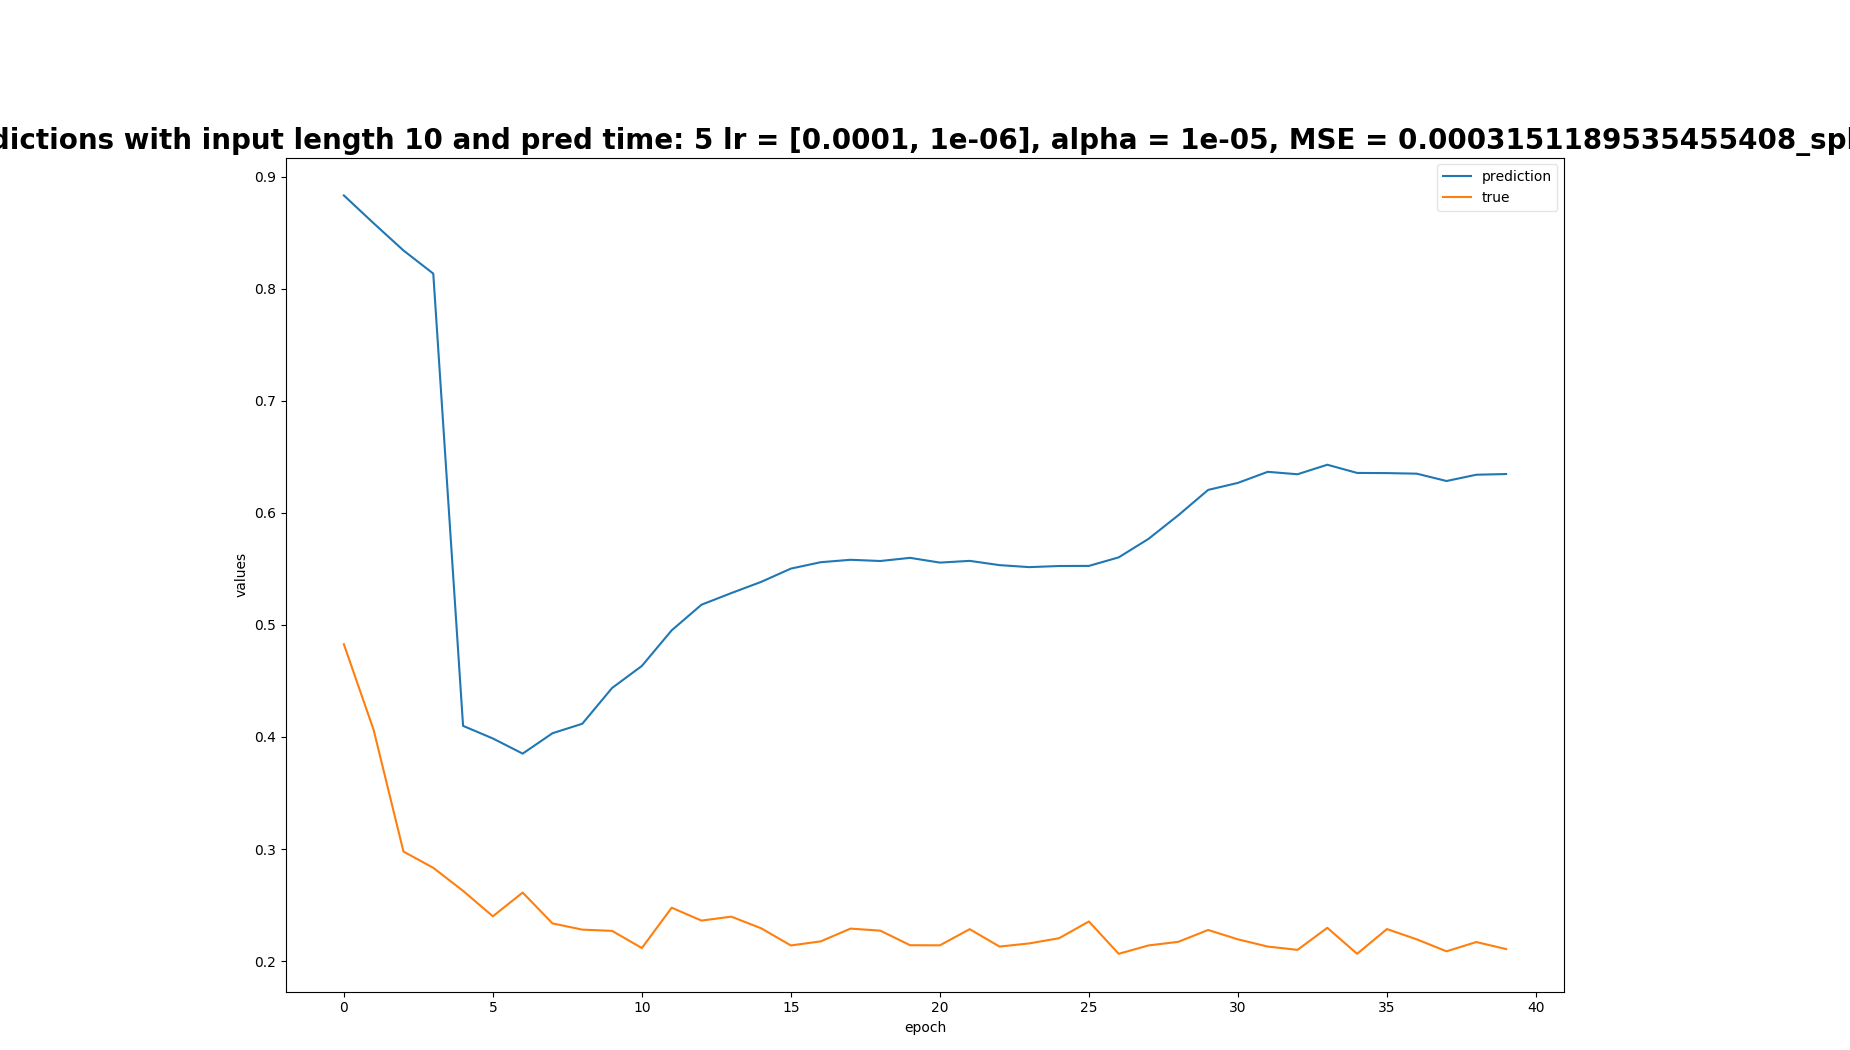 dictions with input length 10 and pred time: 5 lr = [0.0001, 1e-06], alpha = 1e-05, MSE = 0.0003151189535455408_spl
prediction
true
0.9
0.8
0.7
0.6
0.5
0.4
0.3
0.2
values
0 5 10 15 20 25 30 35 40
epoch